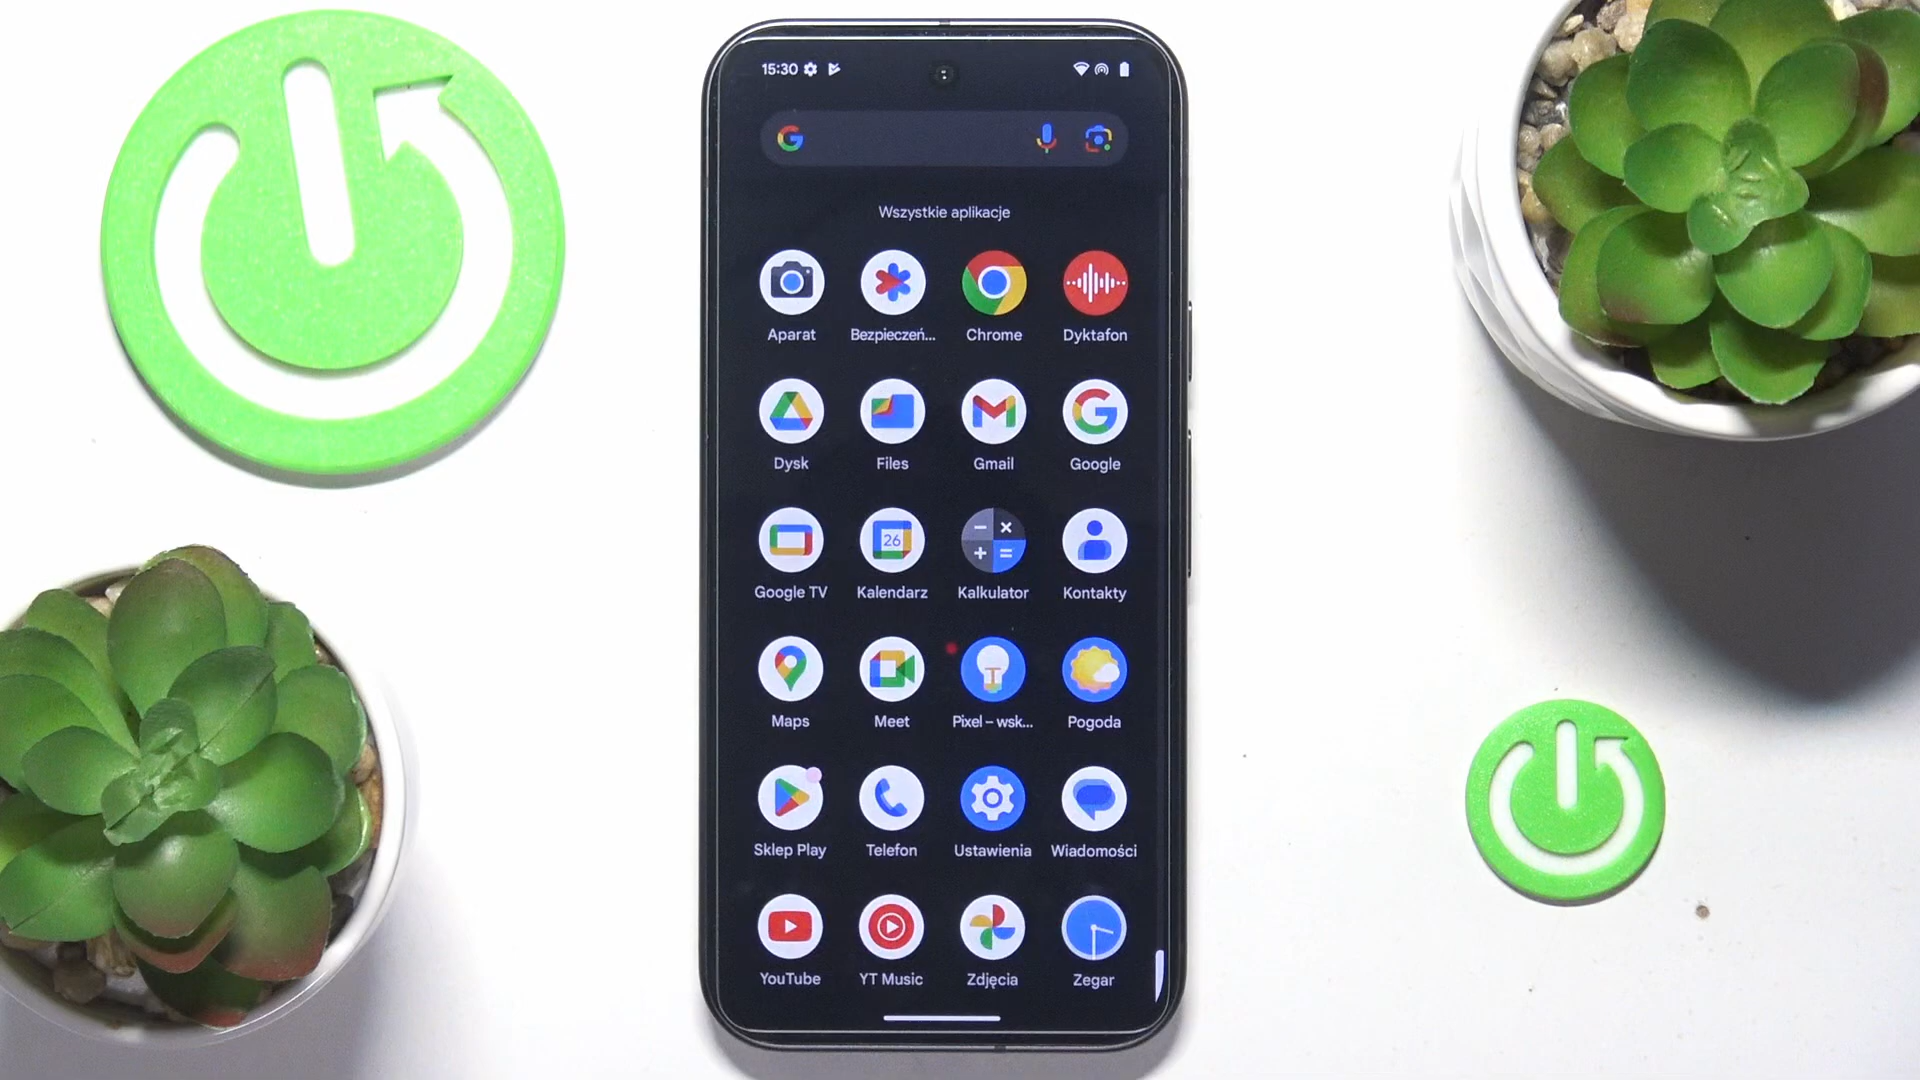 15:30
Wszystkie aplikacje
Aparat Bezpieczeń... Chrome Dyktafon
Dysk Files Gmail Google
26
Google TV Kalendarz Kalkulator Kontakty
Maps Meet Pixel – wsk... Pogoda
Sklep Play Telefon Ustawienia Wiadomości
YouTube YT Music Zdjęcia Zegar